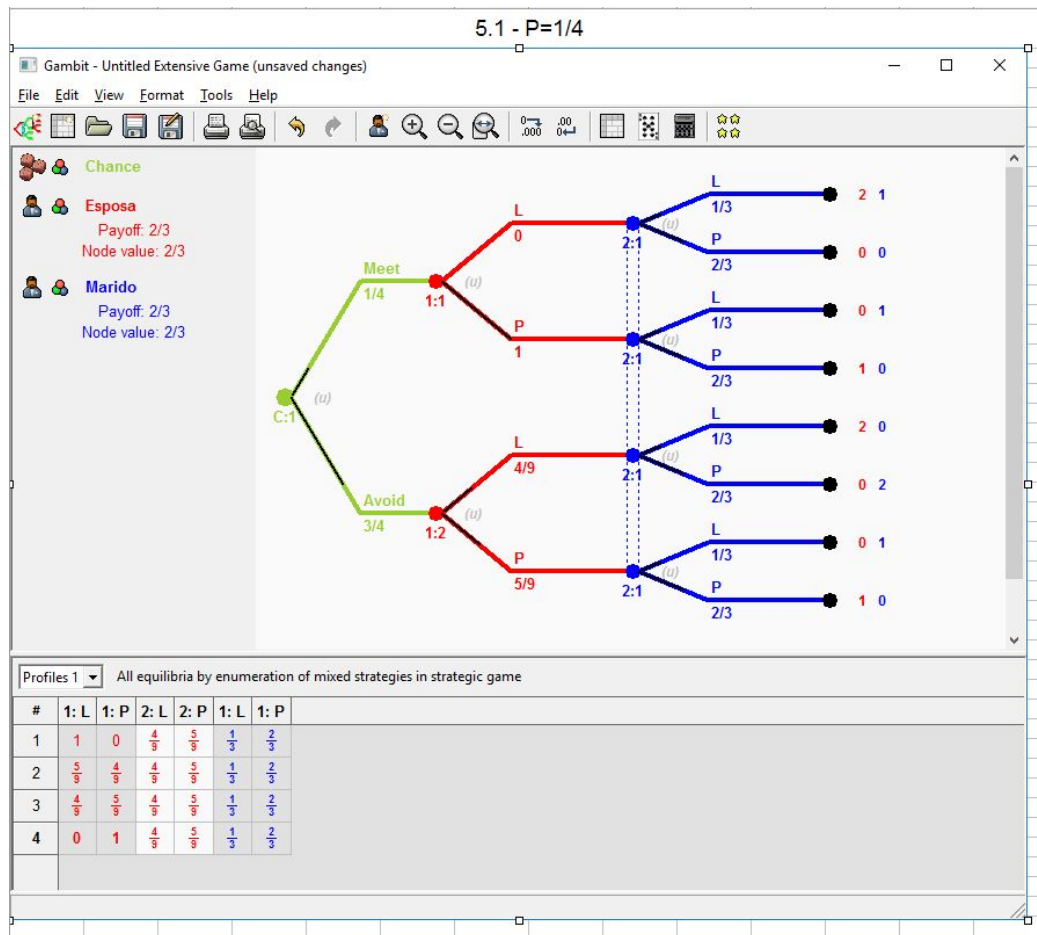 5.1 - P=1/4
Gambit - Untitled Extensive Game (unsaved changes)
File Edit View Format Tools Help
0→ .000 .00 0↵
Chance
Esposa
Payoff: 2/3
Node value: 2/3
Marido
Payoff: 2/3
Node value: 2/3
C:1
(u)
Meet
1/4
Avoid
3/4
1:1
(u)
L
0
P
1
1:2
(u)
L
4/9
P
5/9
2:1
(u)
L
1/3
2 1
P
2/3
0 0
2:1
(u)
L
1/3
0 1
P
2/3
1 0
2:1
(u)
L
1/3
2 0
P
2/3
0 2
2:1
(u)
L
1/3
0 1
P
2/3
1 0
Profiles 1 All equilibria by enumeration of mixed strategies in strategic game
# 1: L 1: P 2: L 2: P 1: L 1: P
1 1 0 4/9 5/9 1/3 2/3
2 5/9 4/9 4/9 5/9 1/3 2/3
3 4/9 5/9 4/9 5/9 1/3 2/3
4 0 1 4/9 5/9 1/3 2/3